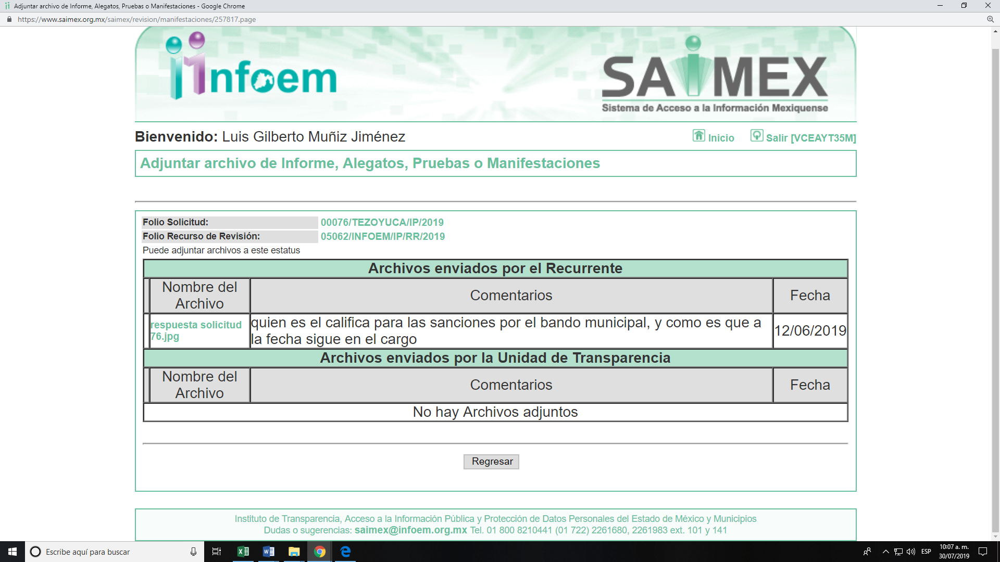 Adjuntar archivo de Informe, Alegatos, Pruebas o Manifestaciones - Google Chrome
https://www.saimex.org.mx/saimex/revision/manifestaciones/257817.page
infoem
SAIMEX
Sistema de Acceso a la Información Mexiquense
Bienvenido: Luis Gilberto Muñiz Jiménez
Inicio Salir [VCEAYT35M]
Adjuntar archivo de Informe, Alegatos, Pruebas o Manifestaciones
Folio Solicitud: 00076/TEZOYUCA/IP/2019
Folio Recurso de Revisión: 05062/INFOEM/IP/RR/2019
Puede adjuntar archivos a este estatus
Archivos enviados por el Recurrente
Nombre del
Archivo
Comentarios
Fecha
respuesta solicitud
76.jpg
quien es el califica para las sanciones por el bando municipal, y como es que a
la fecha sigue en el cargo
12/06/2019
Archivos enviados por la Unidad de Transparencia
Nombre del
Archivo
Comentarios
Fecha
No hay Archivos adjuntos
Regresar
Instituto de Transparencia, Acceso a la Información Pública y Protección de Datos Personales del Estado de México y Municipios
Dudas o sugerencias: saimex@infoem.org.mx Tel. 01 800 8210441 (01 722) 2261680, 2261983 ext. 101 y 141
Escribe aquí para buscar
ESP
10:07 a. m.
30/07/2019